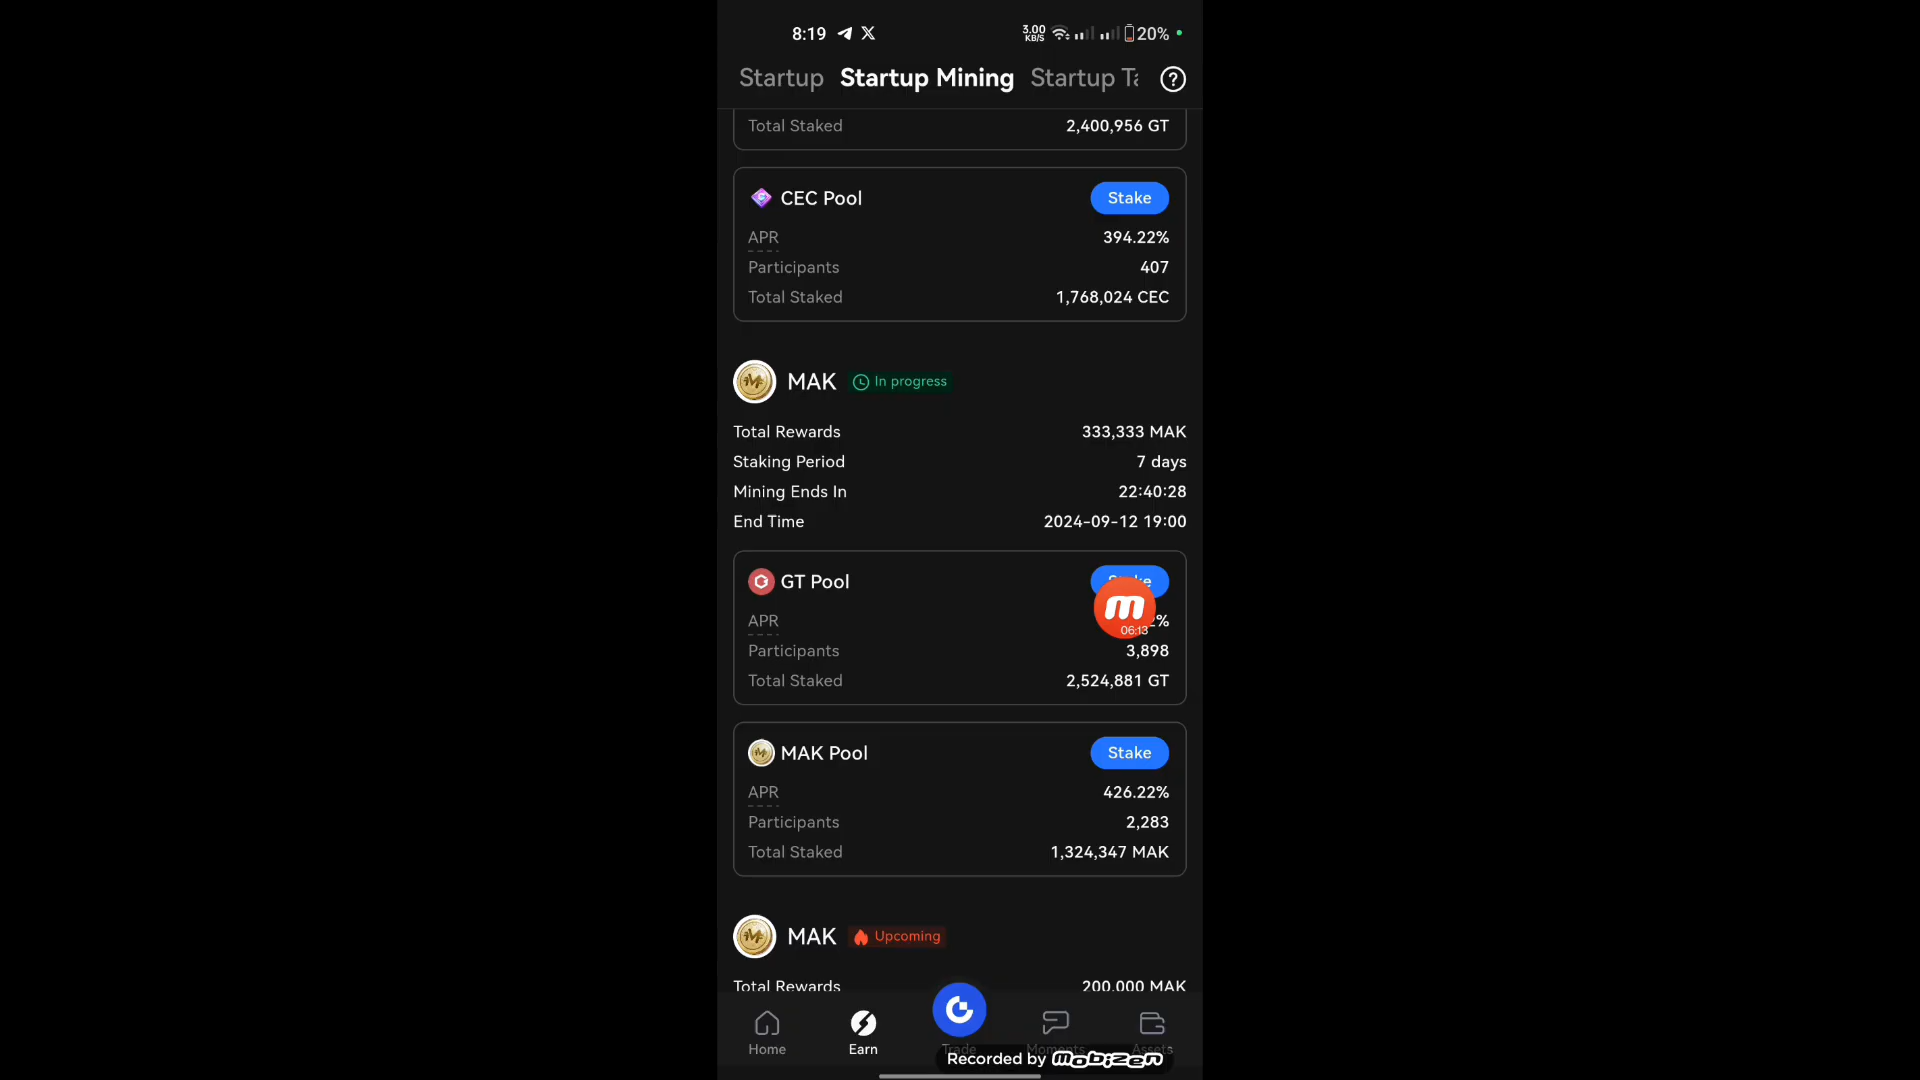 8:19 3.00 KB/S 20%
Startup Startup Mining Startup Ta
Total Staked 2,400,956 GT
CEC Pool Stake
APR 394.22%
Participants 407
Total Staked 1,768,024 CEC
MAK In progress
Total Rewards 333,333 MAK
Staking Period 7 days
Mining Ends In 22:40:28
End Time 2024-09-12 19:00
GT Pool
06:13
APR 2%
Participants 3,898
Total Staked 2,524,881 GT
MAK Pool Stake
APR 426.22%
Participants 2,283
Total Staked 1,324,347 MAK
MAK Upcoming
Total Rewards 200,000 MAK
Home Earn Trade Moments Assets
Recorded by mobizen